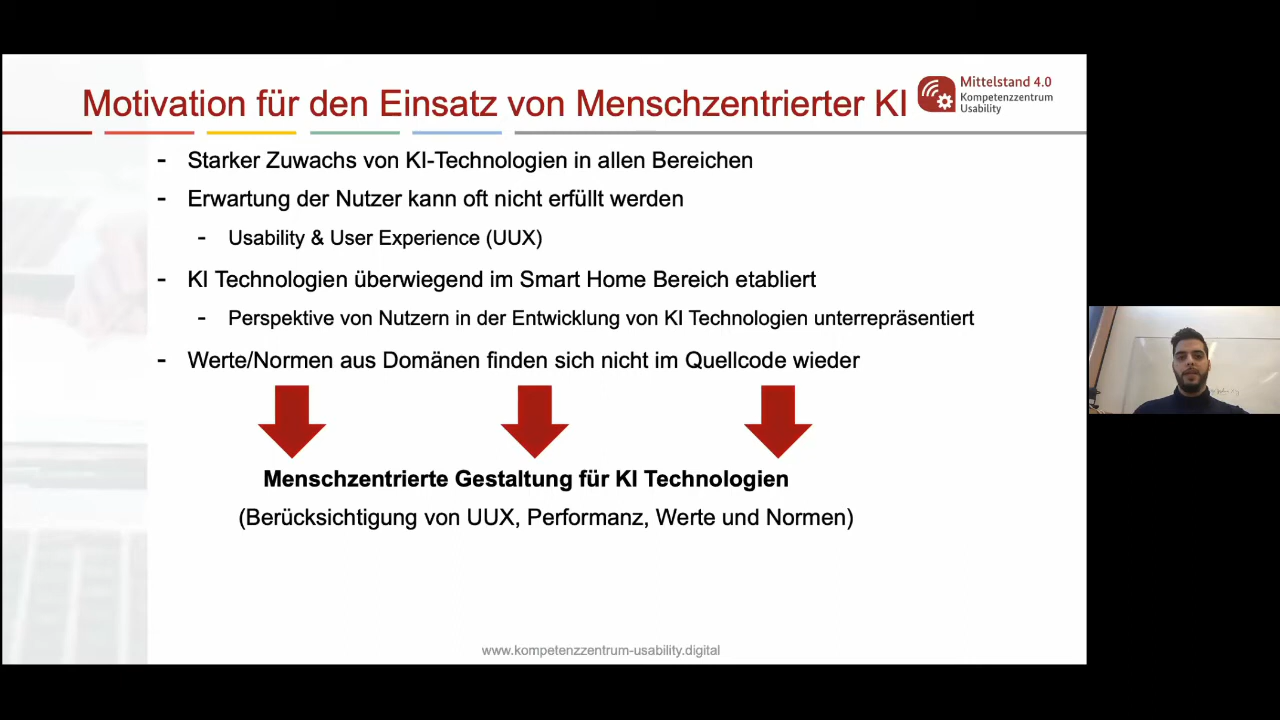 Motivation für den Einsatz von Menschzentrierter KI
Mittelstand 4.0
Kompetenzzentrum
Usability
- Starker Zuwachs von KI-Technologien in allen Bereichen
- Erwartung der Nutzer kann oft nicht erfüllt werden
- Usability & User Experience (UUX)
- KI Technologien überwiegend im Smart Home Bereich etabliert
- Perspektive von Nutzern in der Entwicklung von KI Technologien unterrepräsentiert
- Werte/Normen aus Domänen finden sich nicht im Quellcode wieder
Menschzentrierte Gestaltung für KI Technologien
(Berücksichtigung von UUX, Performanz, Werte und Normen)
www.kompetenzzentrum-usability.digital